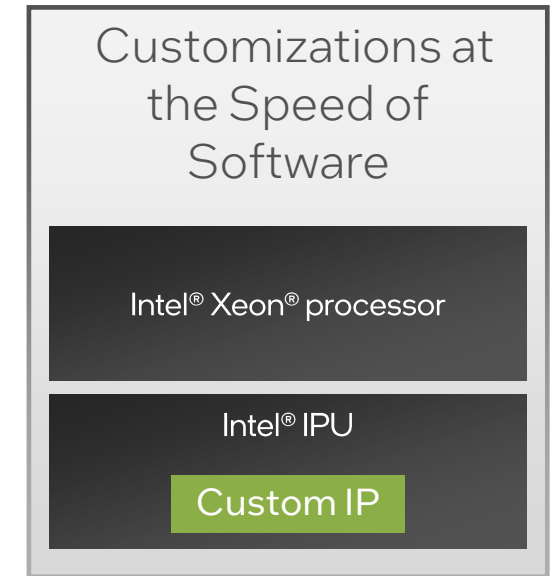 Customizations at
the Speed of
Software
Intel® Xeon® processor
Intel® IPU
Custom IP